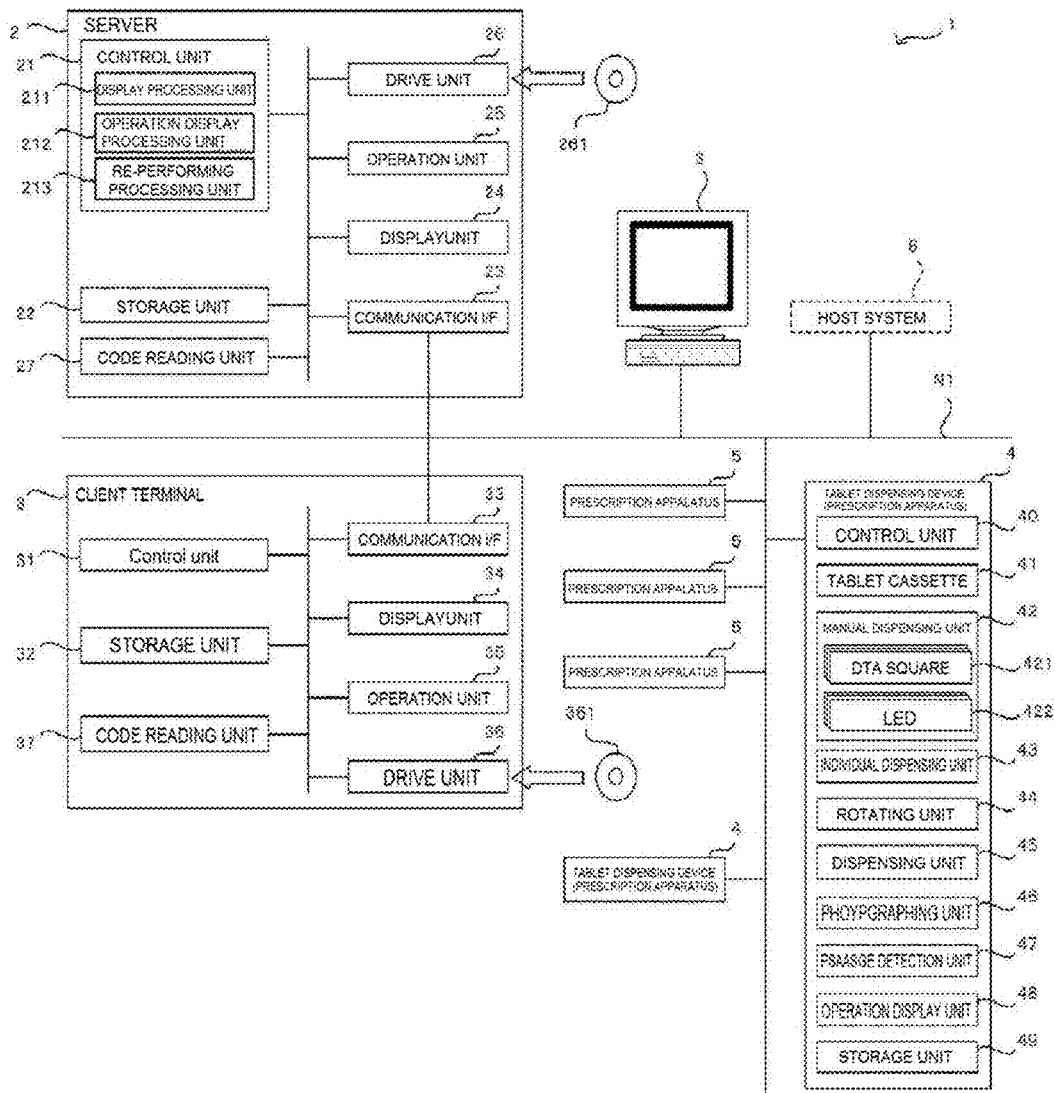 1
2
SERVER
21
CONTROL UNIT
211
DISPLAY PROCESSING UNIT
212
OPERATION DISPLAY
PROCESSING UNIT
213
RE-PERFORMING
PROCESSING UNIT
26
DRIVE UNIT
261
25
OPERATION UNIT
24
DISPLAYUNIT
23
COMMUNICATION I/F
22
STORAGE UNIT
27
CODE READING UNIT
3
6
HOST SYSTEM
N1
3
CLIENT TERMINAL
31
Control unit
32
STORAGE UNIT
37
CODE READING UNIT
33
COMMUNICATION I/F
34
DISPLAYUNIT
35
OPERATION UNIT
36
DRIVE UNIT
361
5
PRESCRIPTION APPALATUS
5
PRESCRIPTION APPALATUS
5
PRESCRIPTION APPALATUS
4
TABLET DISPENSING DEVICE
(PRESCRIPTION APPARATUS)
4
TABLET DISPENSING DEVICE
(PRESCRIPTION APPARATUS)
40
CONTROL UNIT
41
TABLET CASSETTE
42
MANUAL DISPENSING UNIT
DTA SQUARE
421
LED
422
43
INDIVIDUAL DISPENSING UNIT
44
ROTATING UNIT
45
DISPENSING UNIT
46
PHOYPGRAPHING UNIT
47
PSAASGE DETECTION UNIT
48
OPERATION DISPLAY UNIT
49
STORAGE UNIT